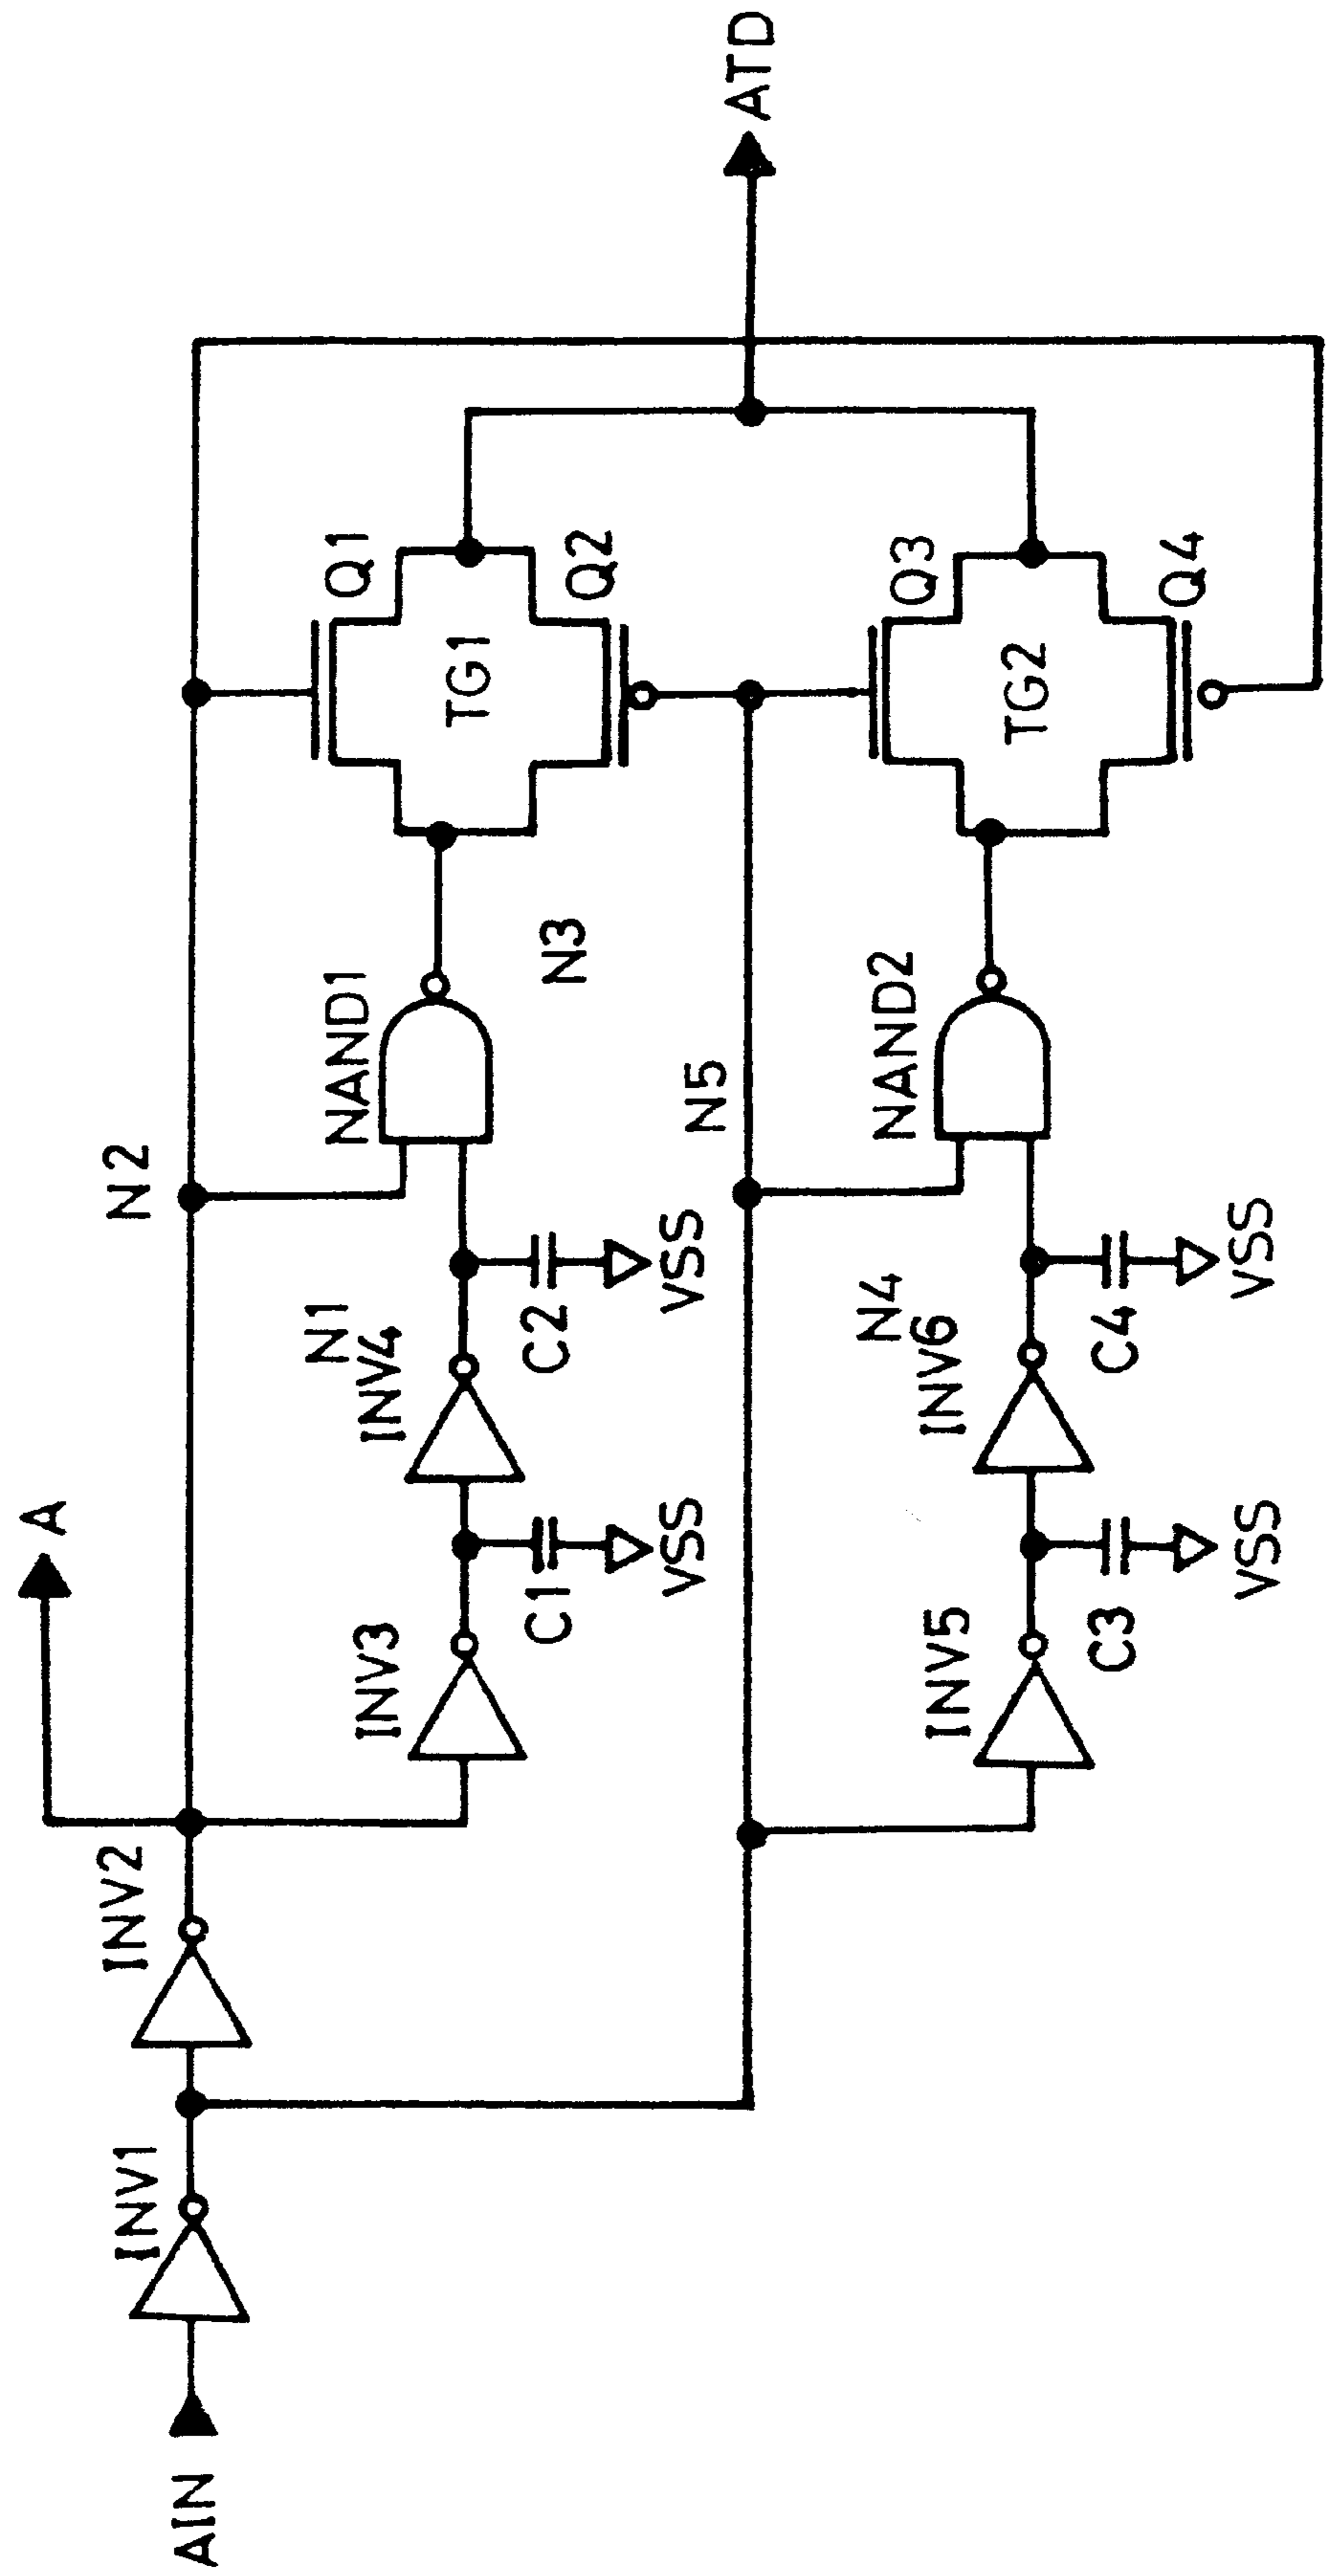 A
N2
INV2
INV1
AIN
Q1
NAND1
N1
INV4
INV3
TG1
Q2
N3
C2
C1
VSS
VSS
ATD
N5
Q3
NAND2
N4
INV6
INV5
TG2
Q4
C4
C3
VSS
VSS